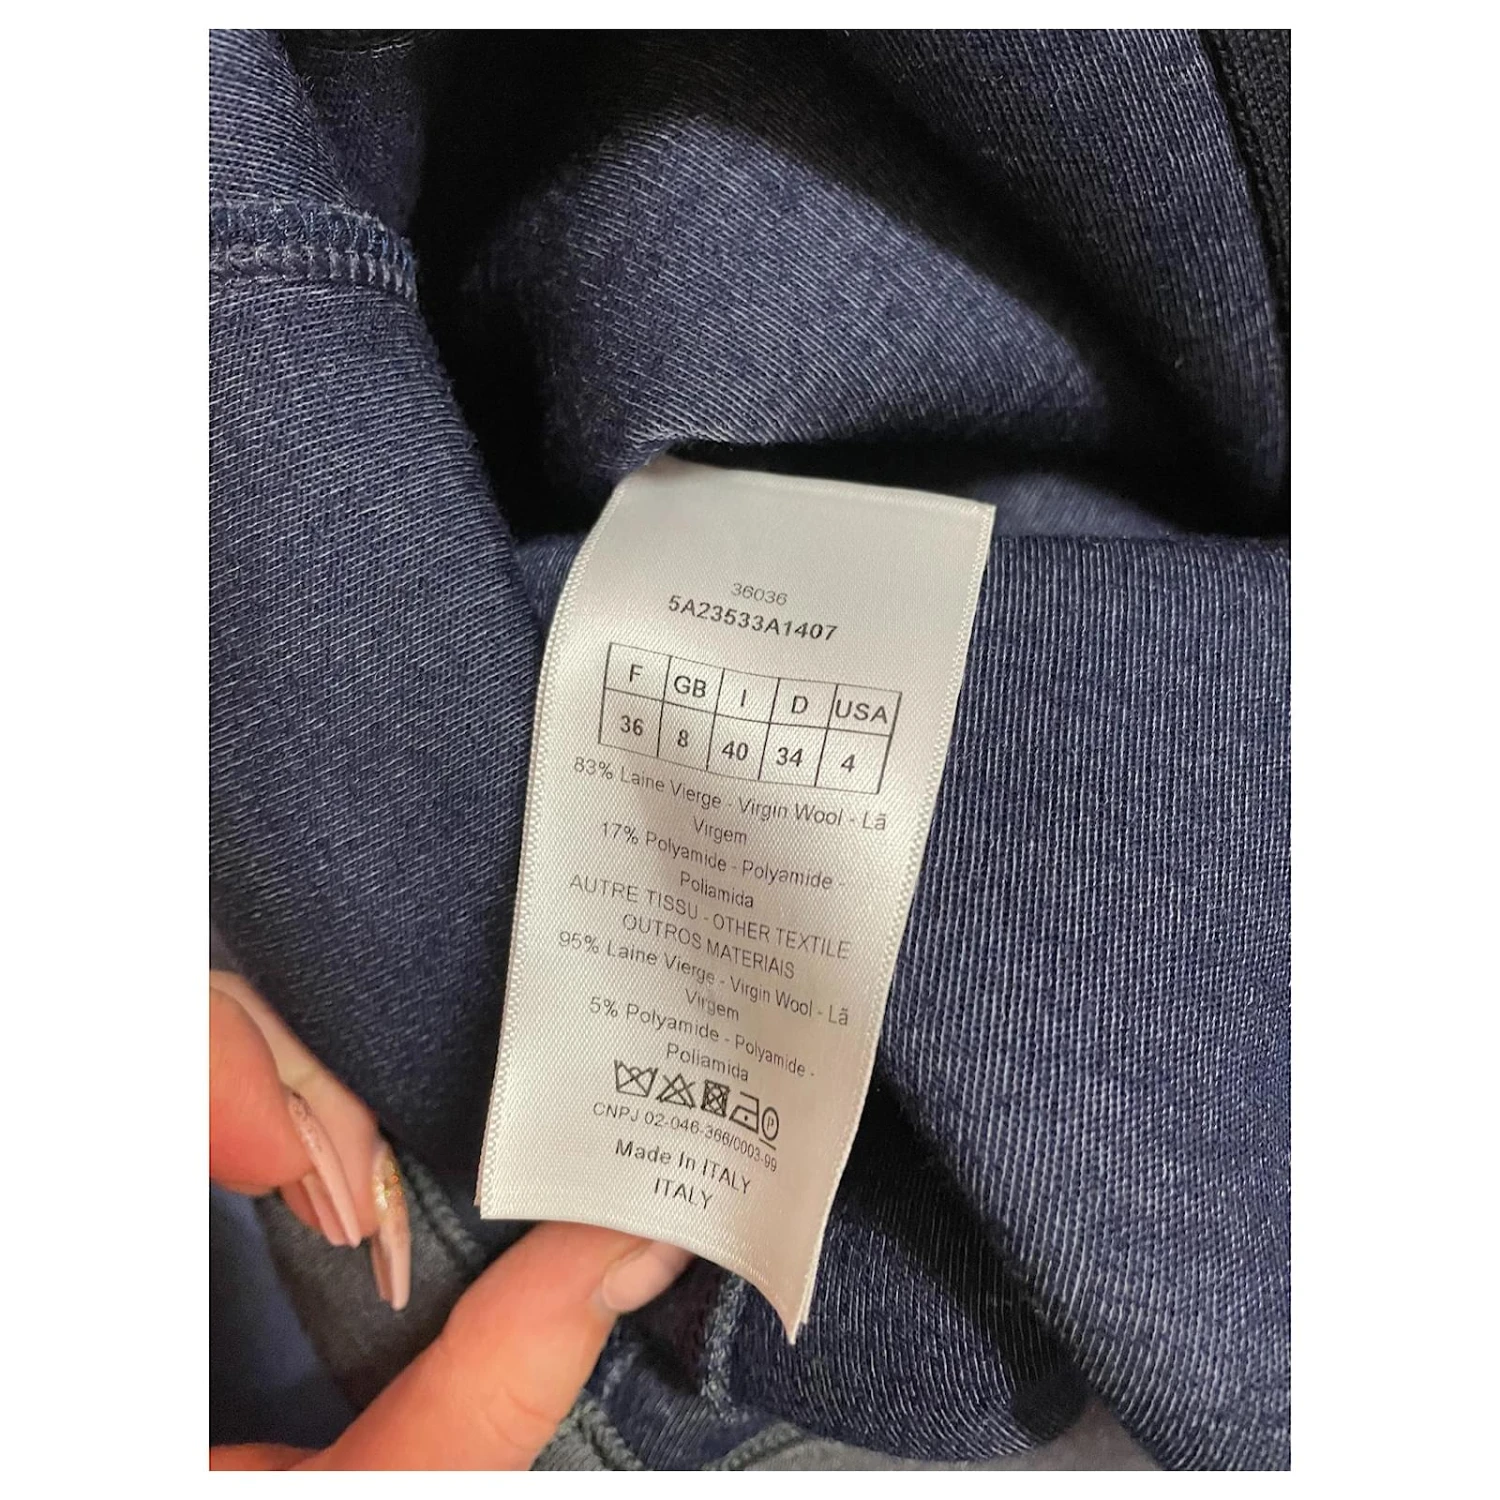 36036
5A23533A1407
F GB I D USA
36 8 40 34 4
83% Laine Vierge - Virgin Wool - Lã
Virgem
17% Polyamide - Polyamide -
Poliamida
AUTRE TISSU - OTHER TEXTILE
OUTROS MATERIAIS
95% Laine Vierge - Virgin Wool - Lã
Virgem
5% Polyamide - Polyamide -
Poliamida
P
CNPJ 02-046-366/0003-99
Made In ITALY
ITALY